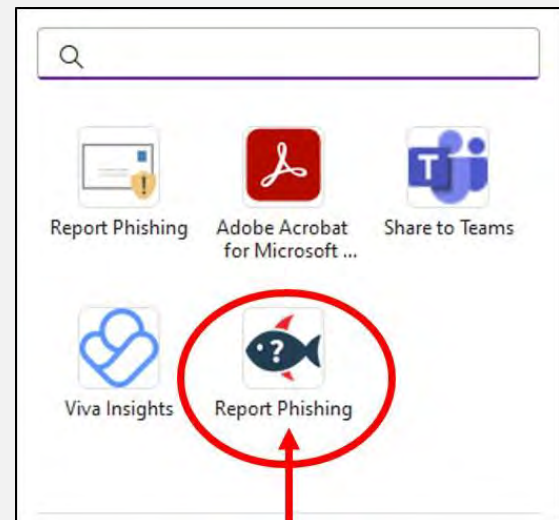 Report Phishing
Adobe Acrobat
for Microsoft ...
Share to Teams
Viva Insights
Report Phishing